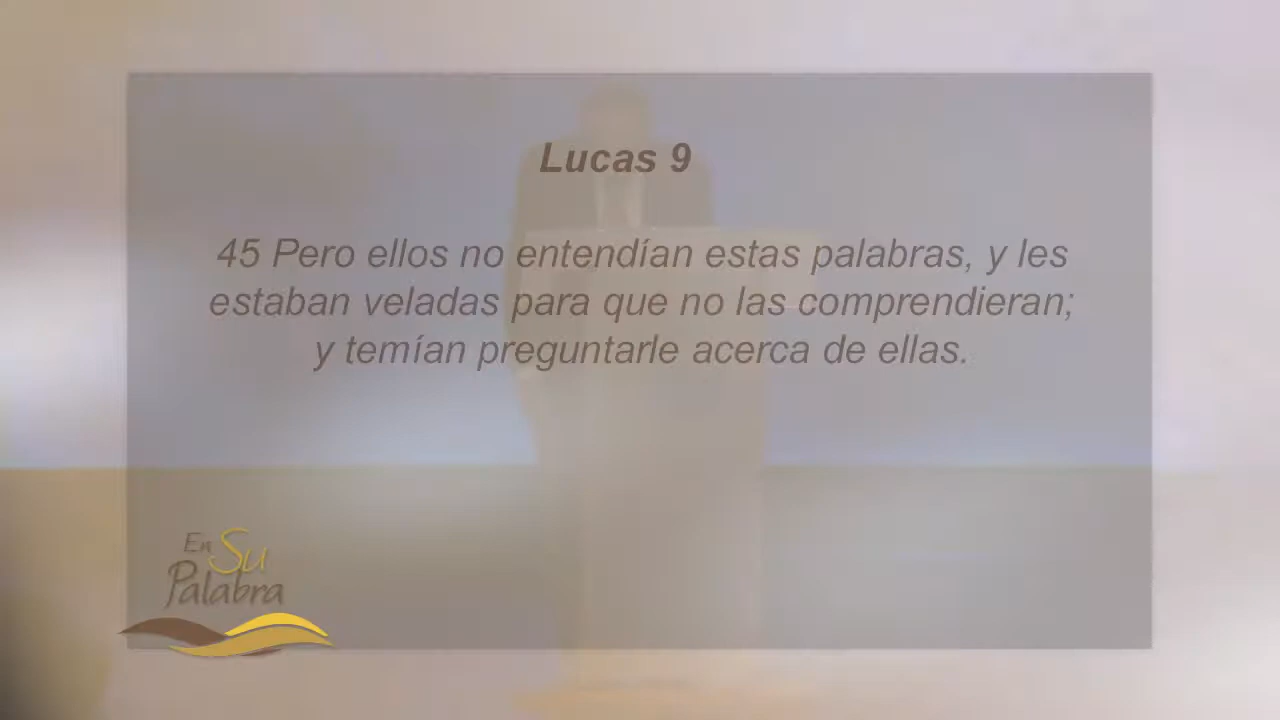 Lucas 9
45 Pero ellos no entendían estas palabras, y les
estaban veladas para que no las comprendieran;
y temían preguntarle acerca de ellas.
En Su
Palabra